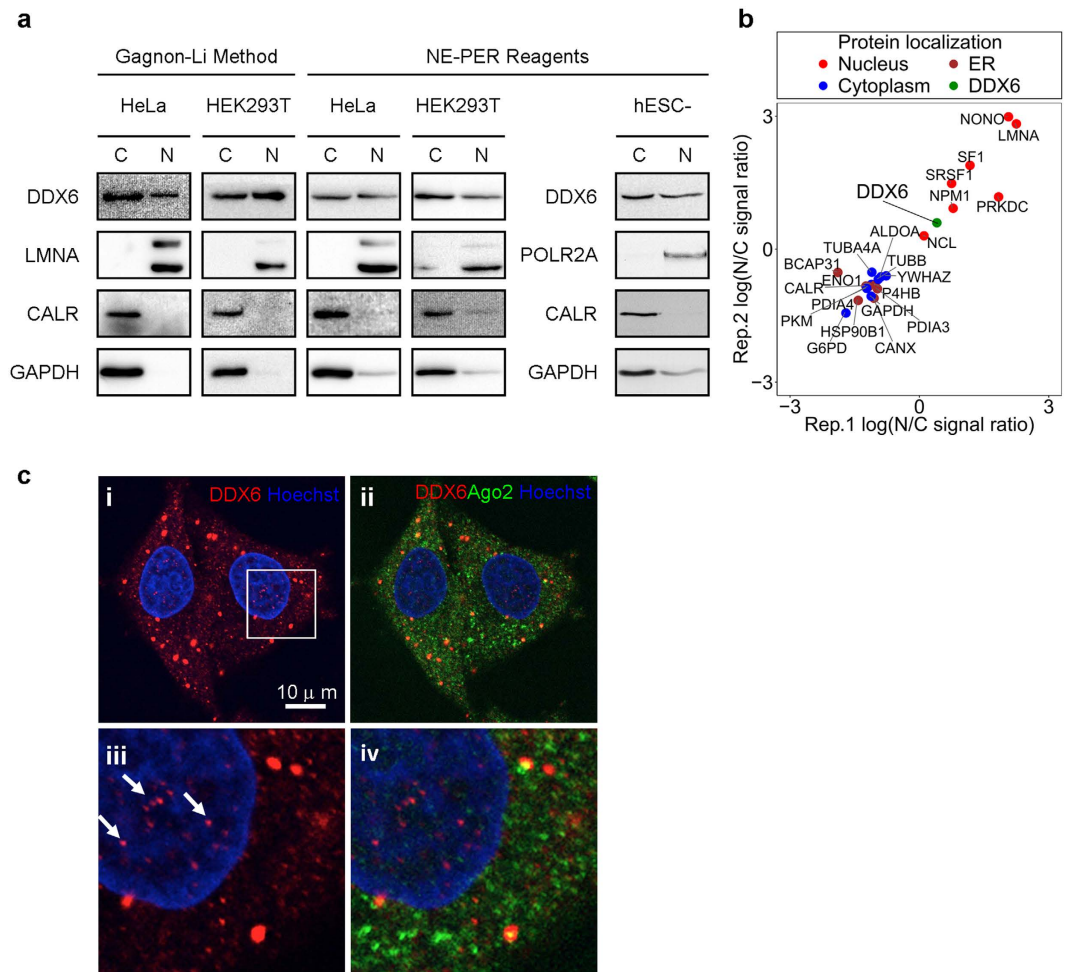 a
Gagnon-Li Method NE-PER Reagents
HeLa HEK293T HeLa HEK293T hESC-
C N C N C N C N C N
DDX6 DDX6
LMNA POLR2A
CALR CALR
GAPDH GAPDH
b
Protein localization
Nucleus ER
Cytoplasm DDX6
3
NONO
LMNA
SF1
SRSF1
NPM1
PRKDC
DDX6
ALDOA
NCL
TUBA4A
TUBB
0
BCAP31
YWHAZ
ENO1
CALR
P4HB
PDIA4
GAPDH
PKM
PDIA3
HSP90B1
G6PD
CANX
-3
-3 0 3
Rep.2 log(N/C signal ratio)
Rep.1 log(N/C signal ratio)
c
i DDX6 Hoechst
10 μ m
ii DDX6Ago2 Hoechst
iii
iv